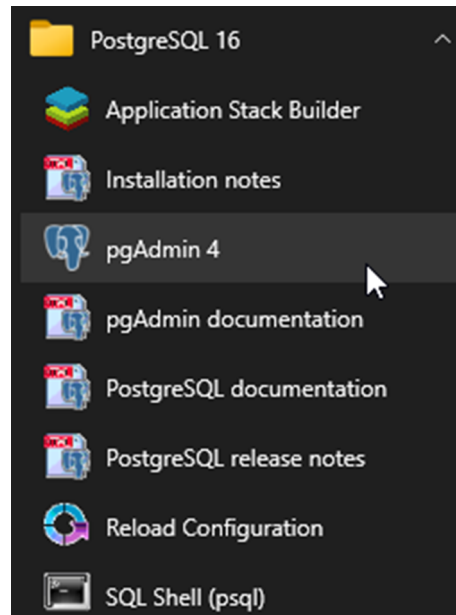 PostgreSQL 16
Application Stack Builder
Installation notes
pgAdmin 4
pgAdmin documentation
PostgreSQL documentation
PostgreSQL release notes
Reload Configuration
SQL Shell (psql)